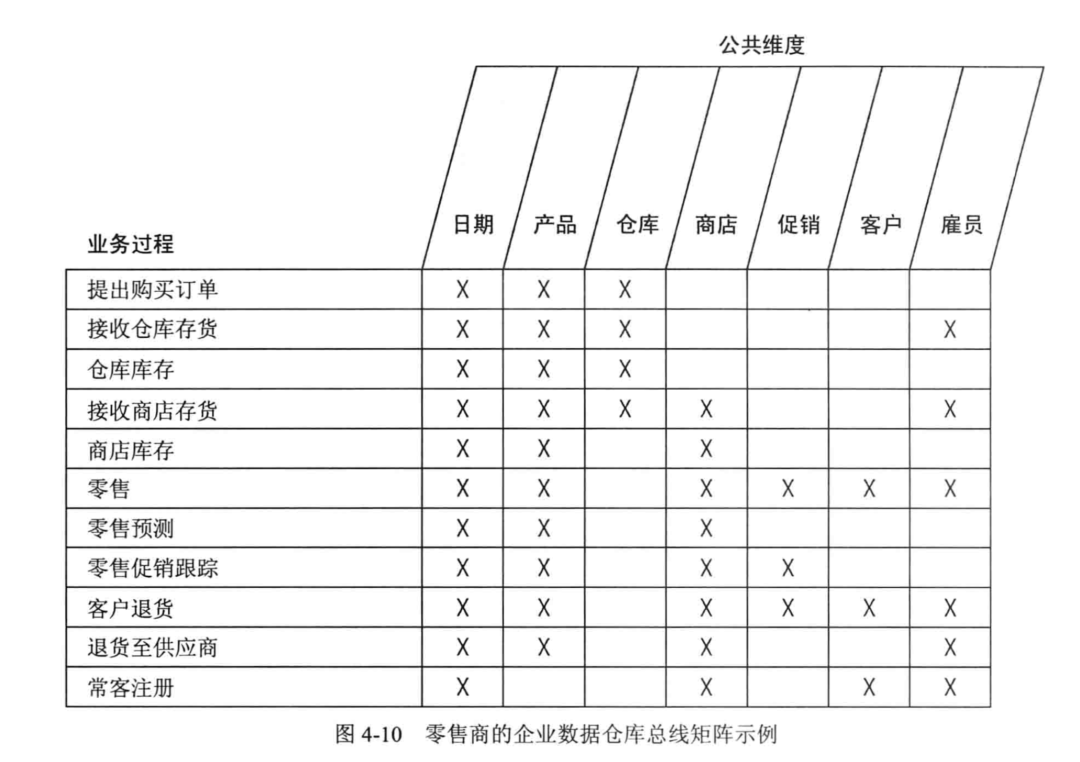 公共维度
业务过程 日期 产品 仓库 商店 促销 客户 雇员
提出购买订单 X X X
接收仓库存货 X X X X
仓库库存 X X X
接收商店存货 X X X X X
商店库存 X X X
零售 X X X X X X
零售预测 X X X
零售促销跟踪 X X X X
客户退货 X X X X X X
退货至供应商 X X X X
常客注册 X X X X
图 4-10 零售商的企业数据仓库总线矩阵示例